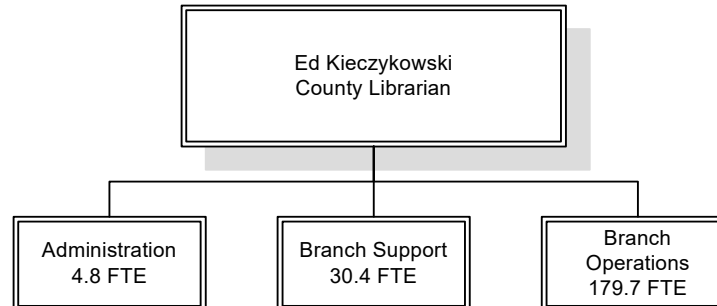 Ed Kieczykowski
County Librarian
Administration
4.8 FTE
Branch Support
30.4 FTE
Branch
Operations
179.7 FTE